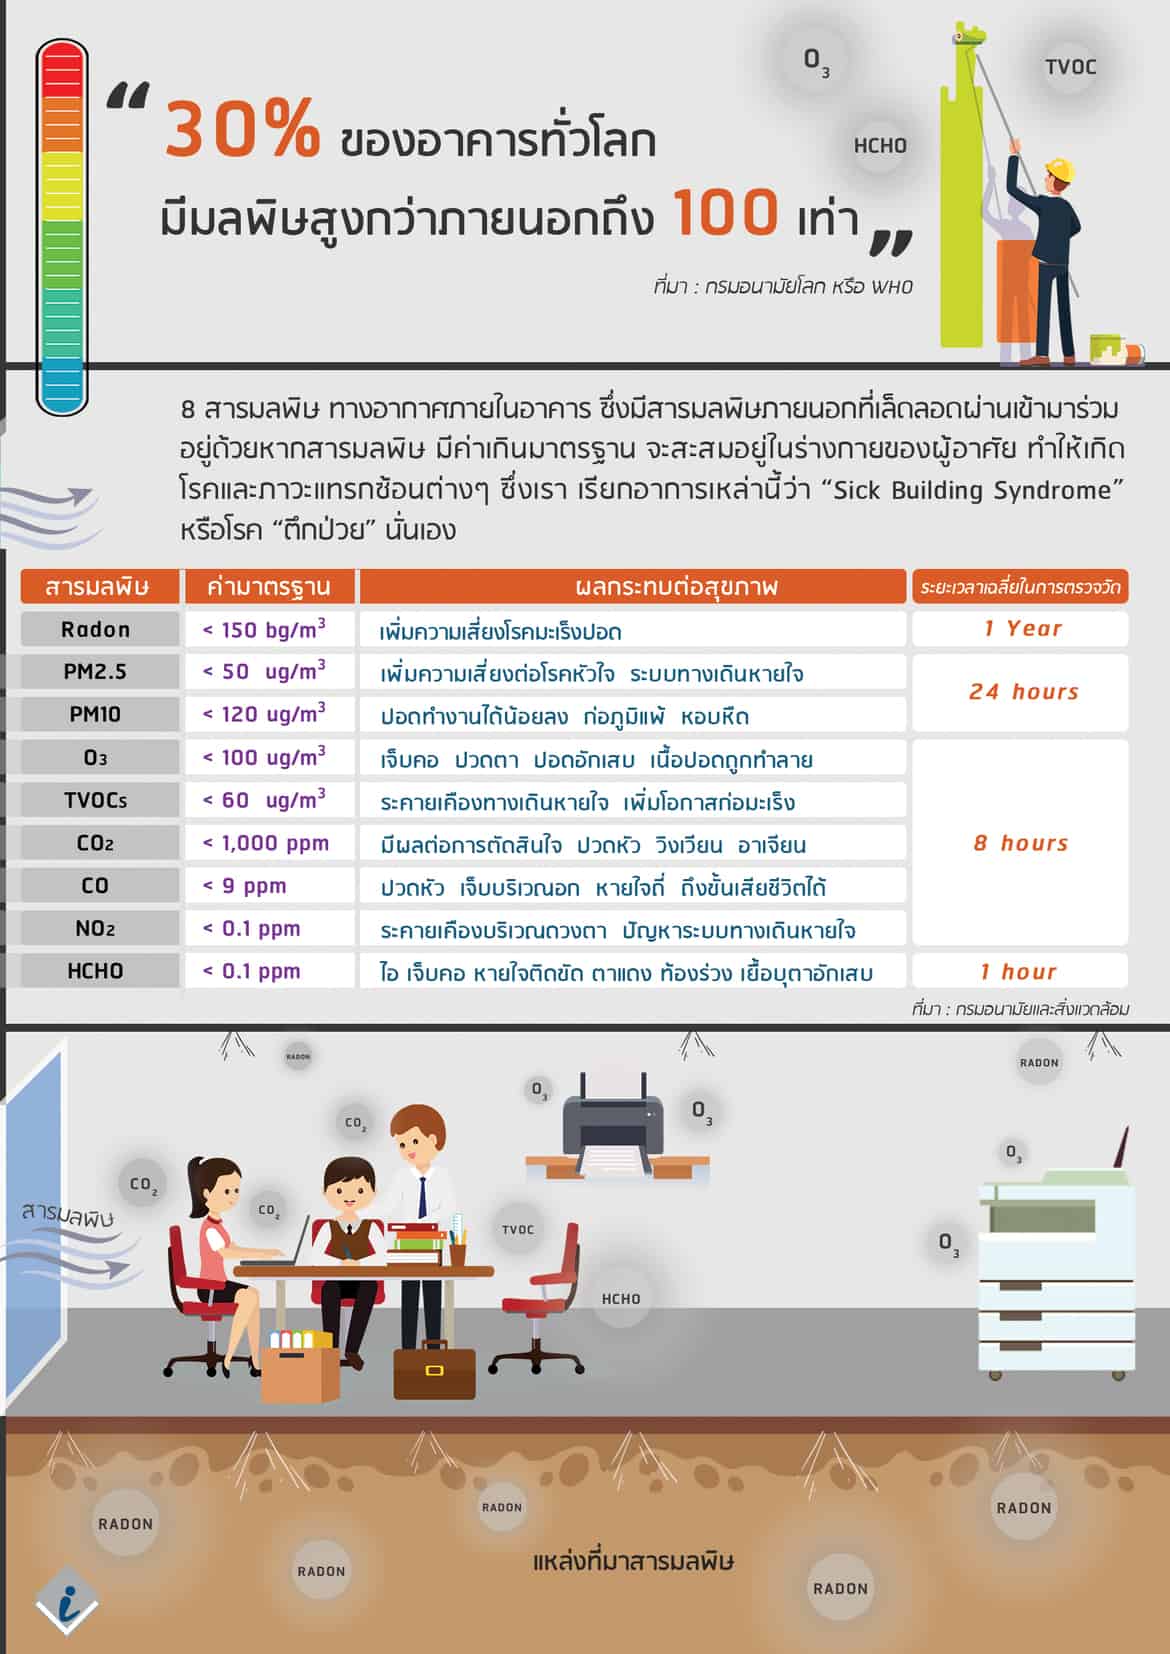 O3
TVOC
HCHO
“ 30% ของอาคารทั่วโลก
มีมลพิษสูงกว่าภายนอกถึง 100 เท่า ”
ที่มา : กรมอนามัยโลก หรือ WHO
8 สารมลพิษ ทางอากาศภายในอาคาร ซึ่งมีสารมลพิษภายนอกที่เล็ดลอดผ่านเข้ามาร่วม
อยู่ด้วยหากสารมลพิษ มีค่าเกินมาตรฐาน จะสะสมอยู่ในร่างกายของผู้อาศัย ทำให้เกิด
โรคและภาวะแทรกซ้อนต่างๆ ซึ่งเรา เรียกอาการเหล่านี้ว่า “Sick Building Syndrome”
หรือโรค “ตึกป่วย” นั่นเอง
สารมลพิษ ค่ามาตรฐาน ผลกระทบต่อสุขภาพ ระยะเวลาเฉลี่ยในการตรวจวัด
Radon < 150 bg/m³ เพิ่มความเสี่ยงโรคมะเร็งปอด 1 Year
PM2.5 < 50 ug/m³ เพิ่มความเสี่ยงต่อโรคหัวใจ ระบบทางเดินหายใจ 24 hours
PM10 < 120 ug/m³ ปอดทำงานได้น้อยลง ก่อภูมิแพ้ หอบหืด
O3 < 100 ug/m³ เจ็บคอ ปวดตา ปอดอักเสบ เนื้อปอดถูกทำลาย
TVOCs < 60 ug/m³ ระคายเคืองทางเดินหายใจ เพิ่มโอกาสก่อมะเร็ง
CO2 < 1,000 ppm มีผลต่อการตัดสินใจ ปวดหัว วิงเวียน อาเจียน 8 hours
CO < 9 ppm ปวดหัว เจ็บบริเวณอก หายใจถี่ ถึงขั้นเสียชีวิตได้
NO2 < 0.1 ppm ระคายเคืองบริเวณดวงตา ปัญหาระบบทางเดินหายใจ
HCHO < 0.1 ppm ไอ เจ็บคอ หายใจติดขัด ตาแดง ท้องร่วง เยื่อบุตาอักเสบ 1 hour
ที่มา : กรมอนามัยและสิ่งแวดล้อม
RADON
RADON
O3
O3
CO2
O3
CO2
CO2
สารมลพิษ
TVOC
O3
HCHO
RADON
RADON
RADON
แหล่งที่มาสารมลพิษ
RADON
RADON
i